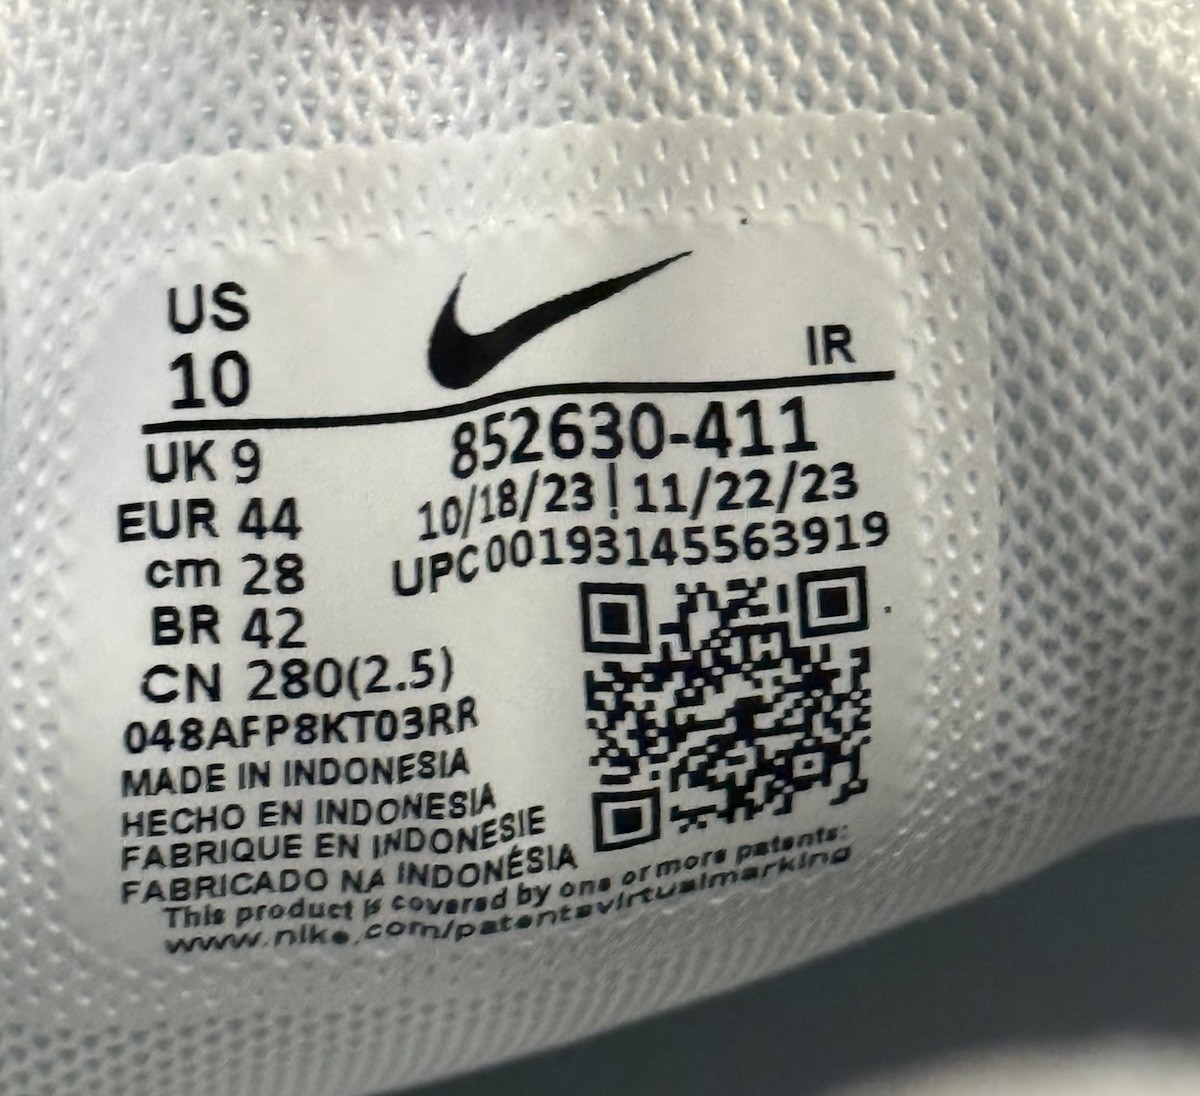 US
10
IR
852630-411
UK 9
10/18/23 | 11/22/23
EUR 44
UPC00193145563919
cm 28
BR 42
CN 280(2.5)
048AFP8KT03RR
MADE IN INDONESIA
HECHO EN INDONESIA
FABRIQUE EN INDONESIE
FABRICADO NA INDONÉSIA
This product is covered by one or more patents:
www.nike.com/patentsvirtualmarking